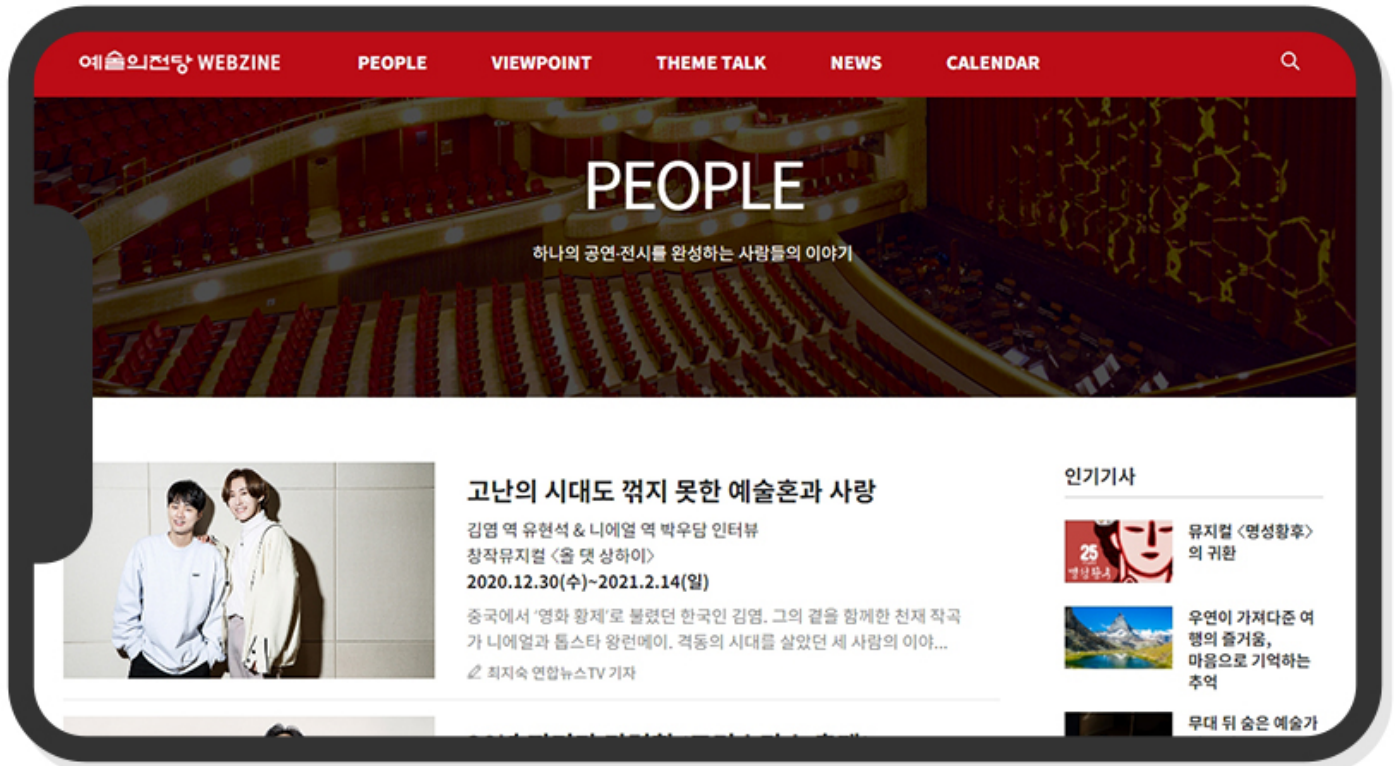 예술의전당 WEBZINE
PEOPLE
VIEWPOINT
THEME TALK
NEWS
CALENDAR
PEOPLE
하나의 공연·전시를 완성하는 사람들의 이야기
고난의 시대도 꺾지 못한 예술혼과 사랑
김염 역 유현석 & 니에얼 역 박우담 인터뷰
창작뮤지컬 〈올 댓 상하이〉
2020.12.30(수)~2021.2.14(일)
중국에서 ‘영화 황제’로 불렸던 한국인 김염. 그의 곁을 함께한 천재 작곡
가 니에얼과 톱스타 왕런메이. 격동의 시대를 살았던 세 사람의 이야...
최지숙 연합뉴스TV 기자
인기기사
25
명성황후
뮤지컬 〈명성황후〉
의 귀환
우연이 가져다준 여
행의 즐거움,
마음으로 기억하는
추억
무대 뒤 숨은 예술가